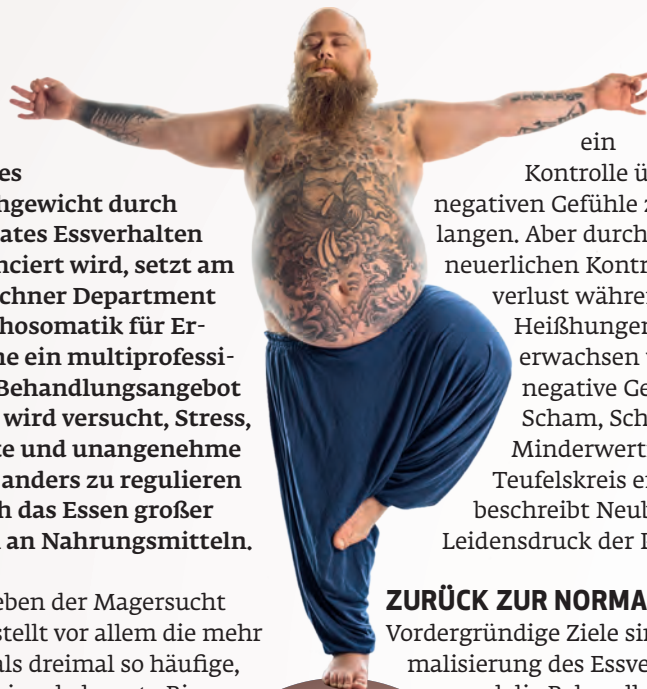 es
hgewicht durch
ates Essverhalten
nciert wird, setzt am
chner Department
hosomatik für Er-
ne ein multiprofessi-
Behandlungsangebot
wird versucht, Stress,
te und unangenehme
anders zu regulieren
h das Essen großer
an Nahrungsmitteln.
eben der Magersucht
stellt vor allem die mehr
als dreimal so häufige,
ein
Kontrolle ü
negativen Gefühle z
langen. Aber durch
neuerlichen Kontr
verlust währe
Heißhunger
erwachsen
negative Ge
Scham, Sch
Minderwert
Teufelskreis e
beschreibt Neub
Leidensdruck der
ZURÜCK ZUR NORMA
Vordergründige Ziele sin
malisierung des Essve